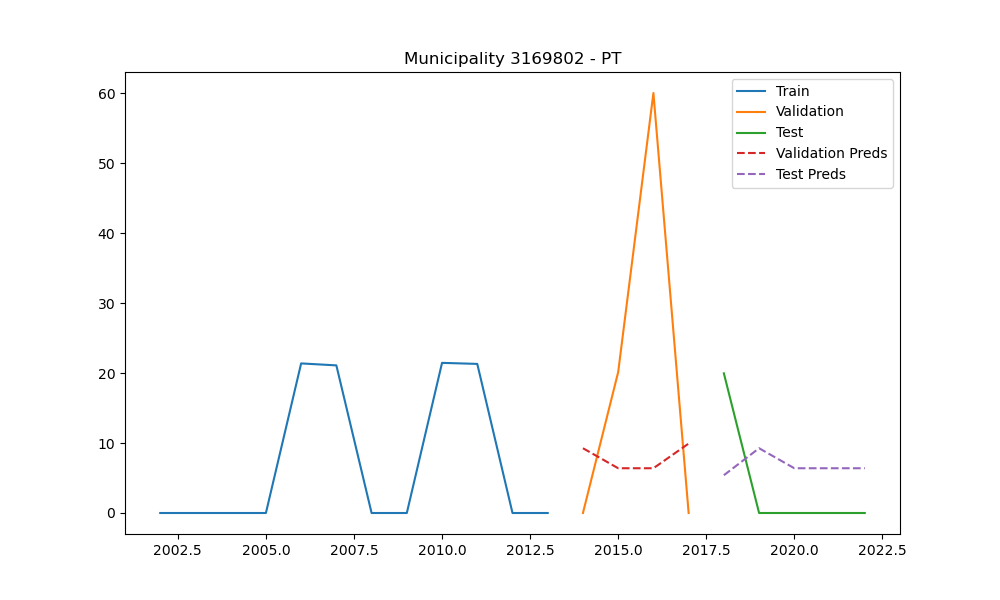 Municipality 3169802 - PT
Train
Validation
Test
Validation Preds
Test Preds
60
50
40
30
20
10
0
2002.5 2005.0 2007.5 2010.0 2012.5 2015.0 2017.5 2020.0 2022.5